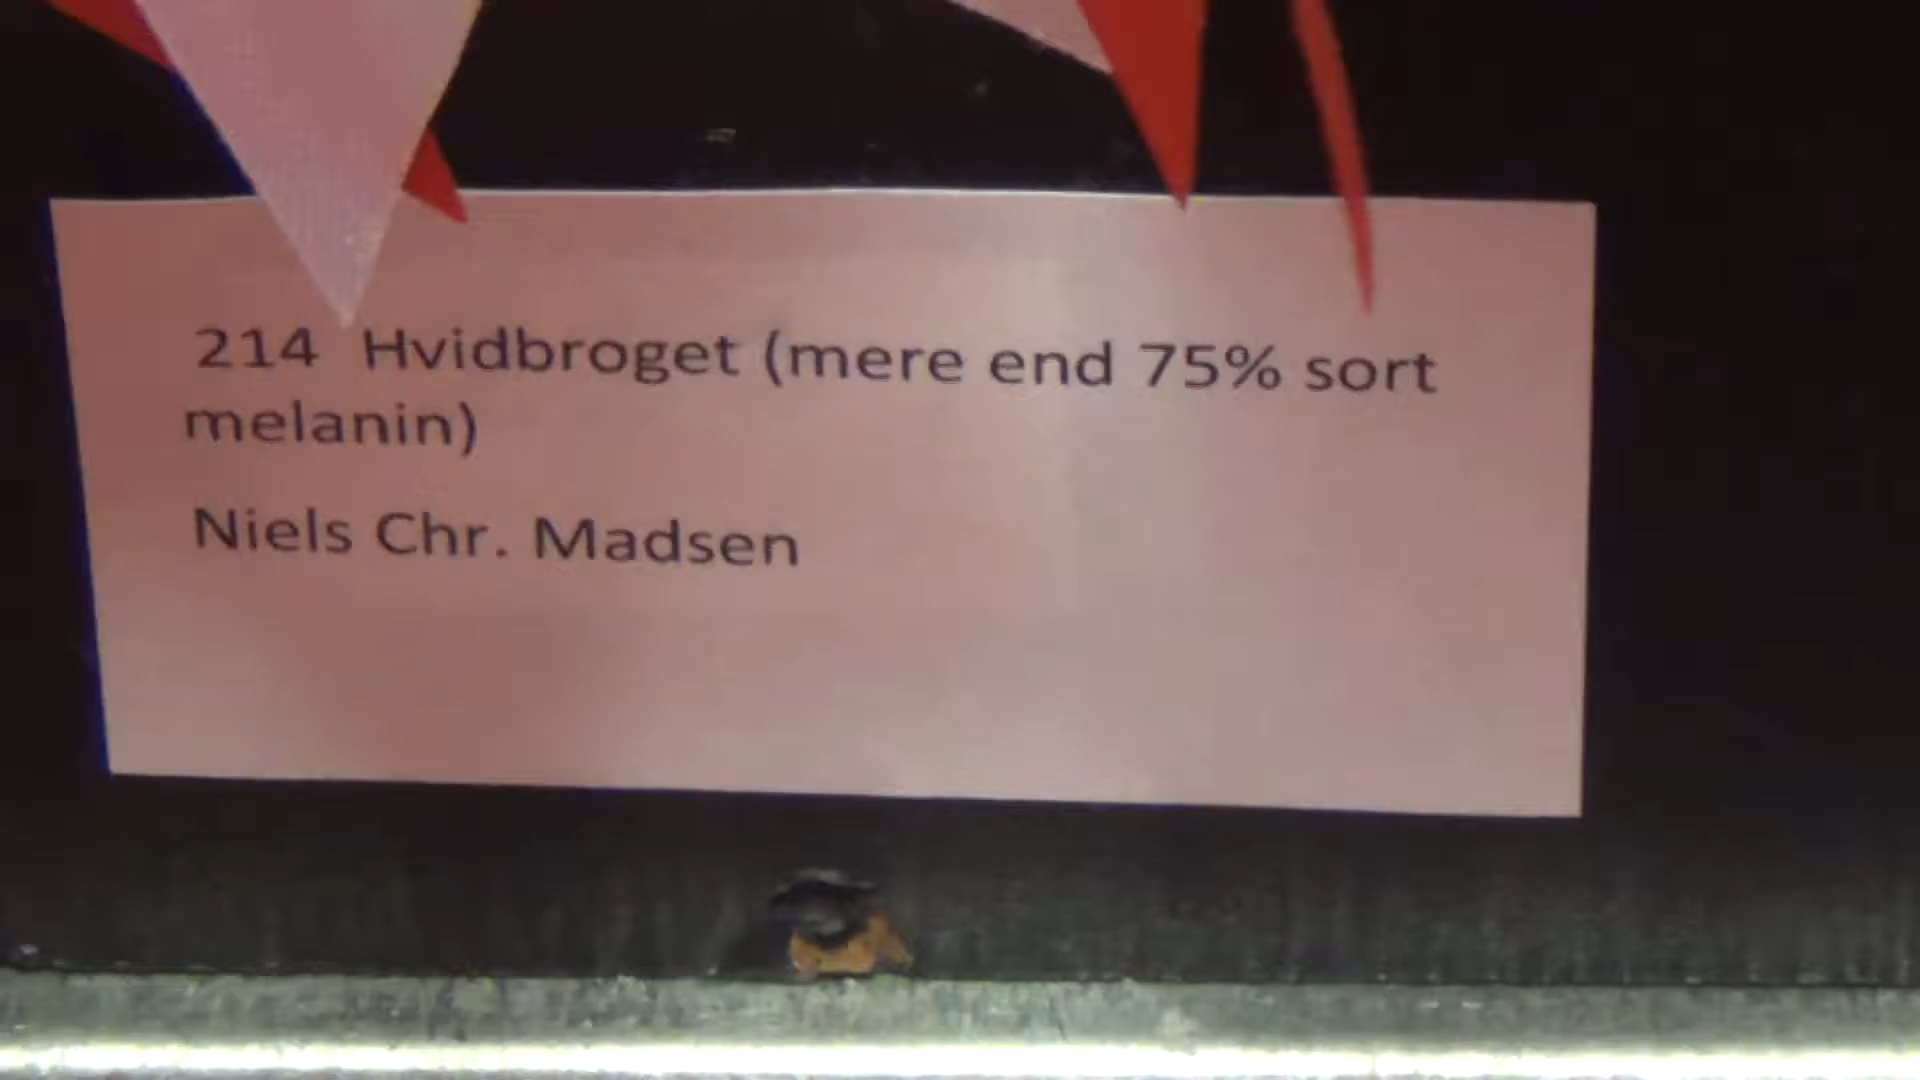 214 Hvidbroget (mere end 75% sort
melanin)
Niels Chr. Madsen